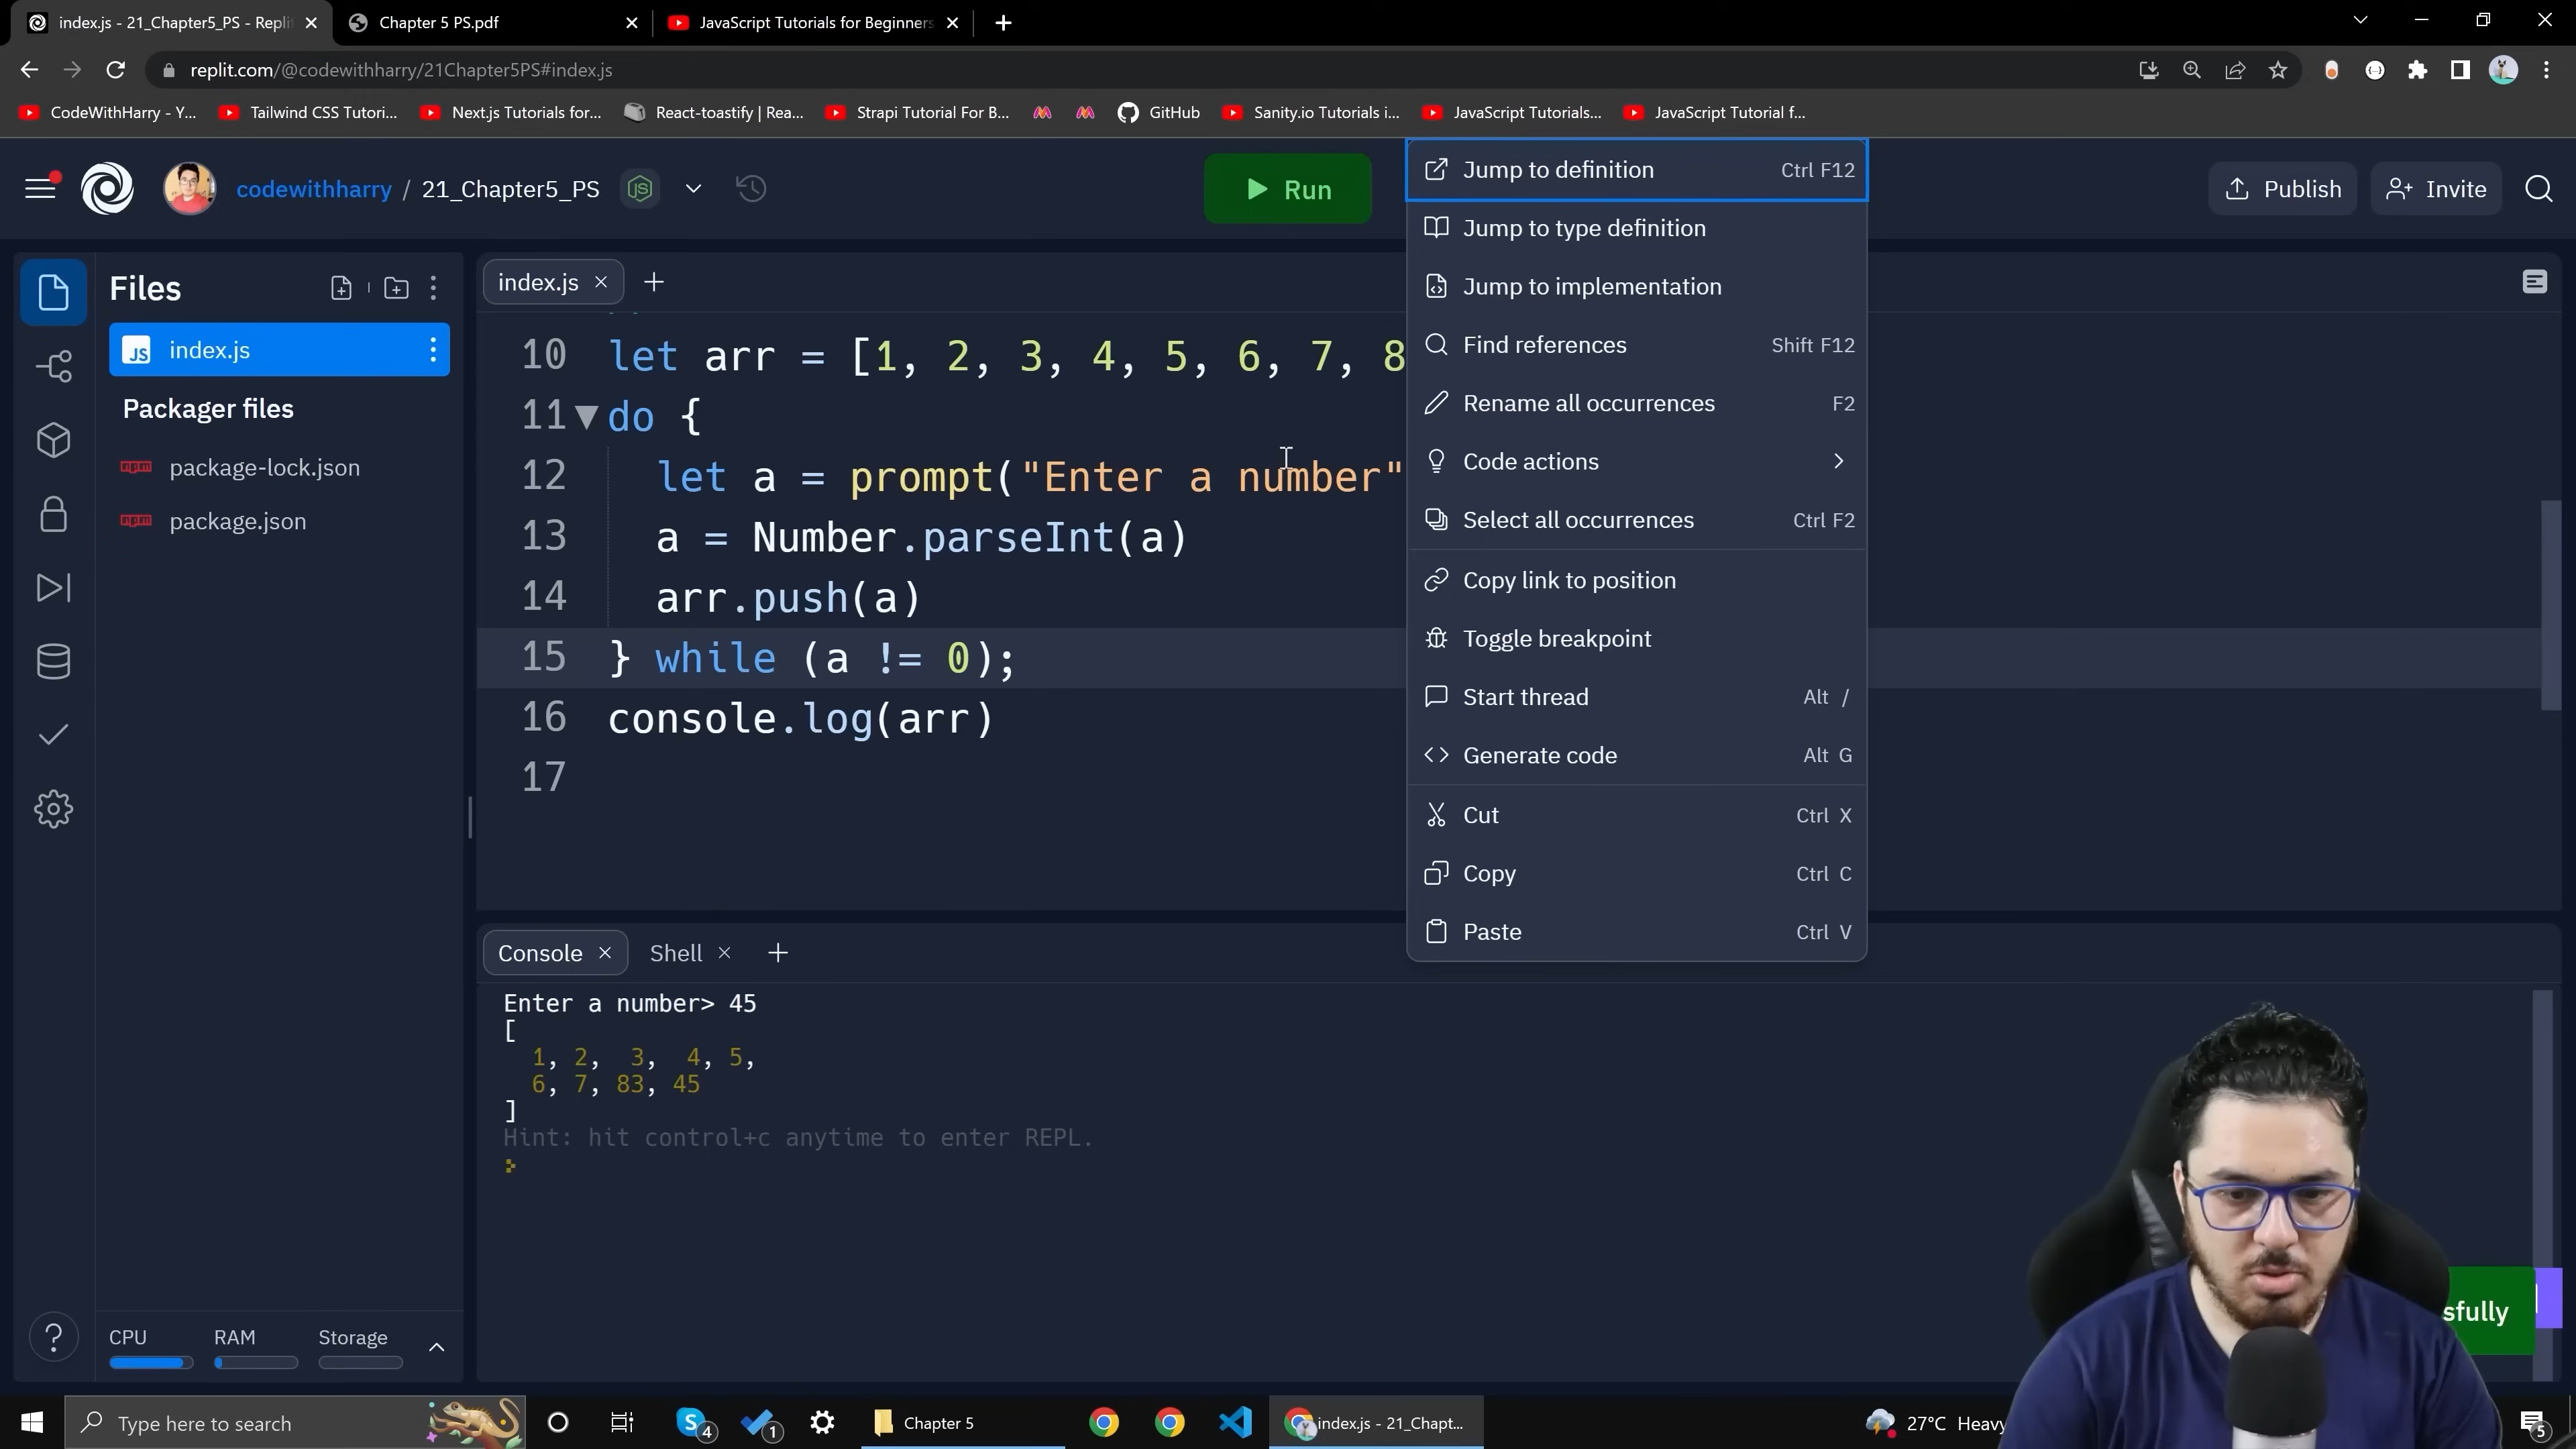 index.js - 21_Chapter5_PS - Replit
Chapter 5 PS.pdf
JavaScript Tutorials for Beginners
replit.com/@codewithharry/21Chapter5PS#index.js
CodeWithHarry - Y...
Tailwind CSS Tutori...
Next.js Tutorials for...
React-toastify | Rea...
Strapi Tutorial For B...
GitHub
Sanity.io Tutorials i...
JavaScript Tutorials...
JavaScript Tutorial f...
codewithharry / 21_Chapter5_PS
Run
Publish
Invite
Files
index.js
Packager files
package-lock.json
package.json
CPU
RAM
Storage
index.js
10 let arr = [1, 2, 3, 4, 5, 6, 7, 8
11 do {
12 let a = prompt("Enter a number"
13 a = Number.parseInt(a)
14 arr.push(a)
15 } while (a != 0);
16 console.log(arr)
17
Jump to definition Ctrl F12
Jump to type definition
Jump to implementation
Find references Shift F12
Rename all occurrences F2
Code actions
Select all occurrences Ctrl F2
Copy link to position
Toggle breakpoint
Start thread Alt /
Generate code Alt G
Cut Ctrl X
Copy Ctrl C
Paste Ctrl V
Console
Shell
Enter a number> 45
[
1, 2, 3, 4, 5,
6, 7, 83, 45
]
Hint: hit control+c anytime to enter REPL.
sfully
Type here to search
4
1
Chapter 5
index.js - 21_Chapt...
27°C Heavy
5